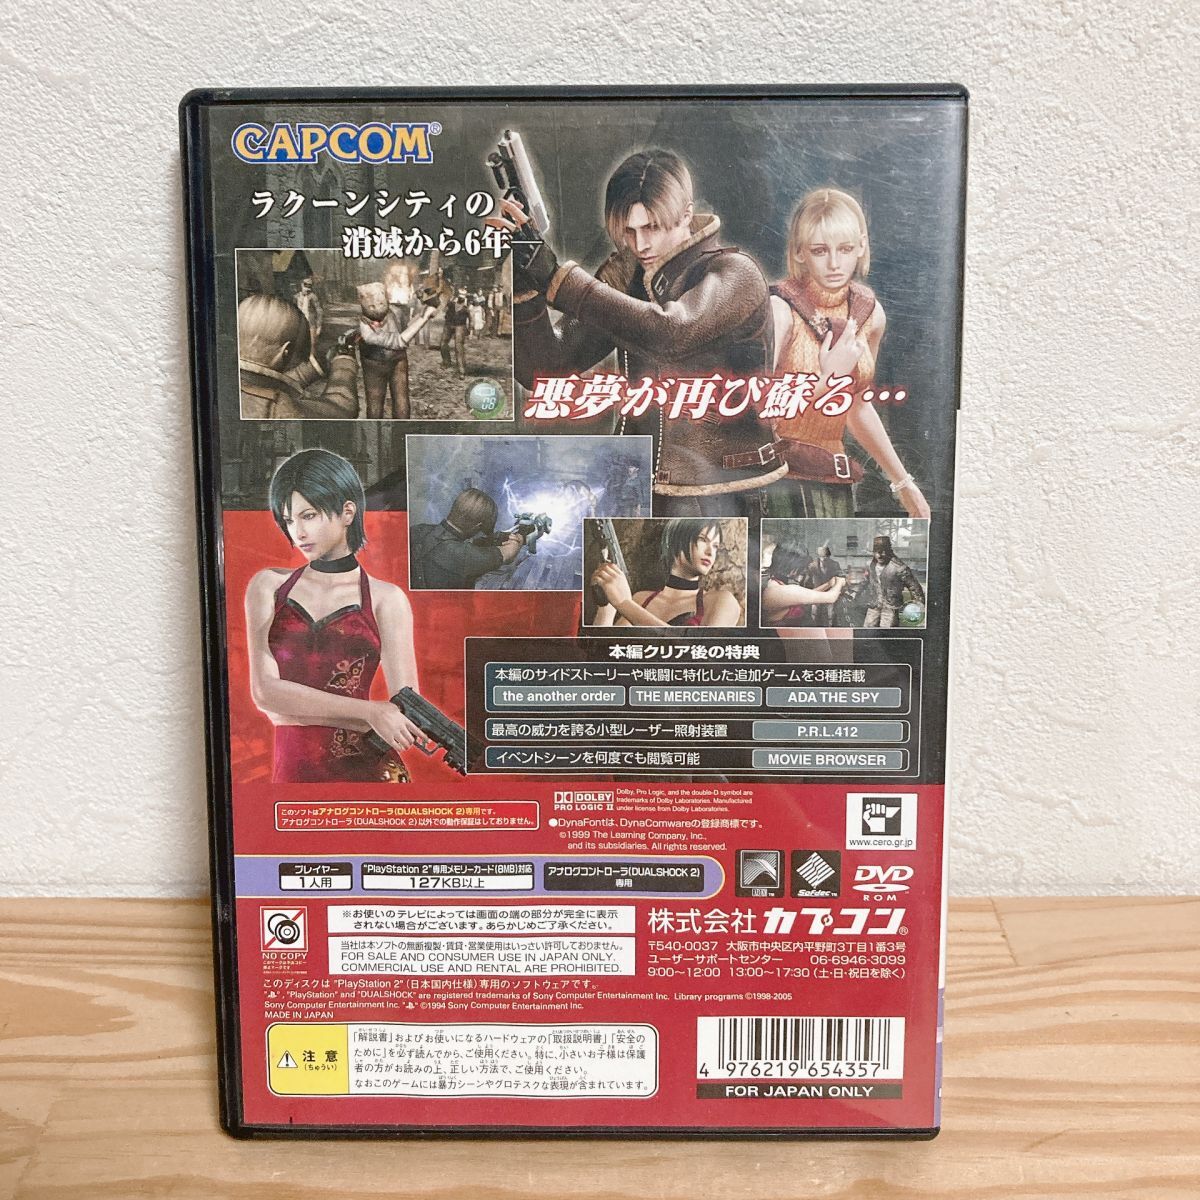 CAPCOM®
ラクーンシティの
消滅から6年―
悪夢が再び蘇る…
本編クリア後の特典
本編のサイドストーリーや戦闘に特化した追加ゲームを3種搭載
the another order THE MERCENARIES ADA THE SPY
最高の威力を誇る小型レーザー照射装置 P.R.L.412
イベントシーンを何度でも閲覧可能 MOVIE BROWSER
このソフトはアナログコントローラ(DUALSHOCK 2)専用です。
アナログコントローラ(DUALSHOCK 2)以外での動作保証はしておりません。
DOLBY
PRO LOGIC II
Dolby, Pro Logic, and the double-D symbol are
trademarks of Dolby Laboratories. Manufactured
under license from Dolby Laboratories.
●DynaFontは、DynaComwareの登録商標です。
©1999 The Learning Company, Inc.,
and its subsidiaries. All rights reserved.
www.cero.gr.jp
プレイヤー
1人用
"PlayStation 2"専用メモリーカード(8MB)対応
127KB以上
アナログコントローラ(DUALSHOCK 2)
専用
Sofdec™
DVD
ROM
NO COPY
※お使いのテレビによっては画面の端の部分が完全に表示
されない場合がございます。あらかじめご了承ください。
当社は本ソフトの無断複製・賃貸・営業使用はいっさい許可しておりません。
FOR SALE AND CONSUMER USE IN JAPAN ONLY.
COMMERCIAL USE AND RENTAL ARE PROHIBITED.
株式会社カプコン®
〒540-0037 大阪市中央区内平野町3丁目1番3号
ユーザーサポートセンター 06-6946-3099
9:00～12:00 13:00～17:30 (土・日・祝日を除く)
このディスクは "PlayStation 2" (日本国内仕様) 専用のソフトウェアです。
" ", "PlayStation" and "DUALSHOCK" are registered trademarks of Sony Computer Entertainment Inc. Library programs ©1998-2005
Sony Computer Entertainment Inc. " " ©1994 Sony Computer Entertainment Inc.
MADE IN JAPAN
注意
(ちゅうい)
「解説書」およびお使いになるハードウェアの「取扱説明書」「安全の
ために」を必ず読んでから、ご使用ください。特に、小さいお子様は保護
者の方がお読みの上、正しい方法で、ご使用ください。
なおこのゲームには暴力シーンやグロテスクな表現が含まれています。
4 976219 654357
FOR JAPAN ONLY